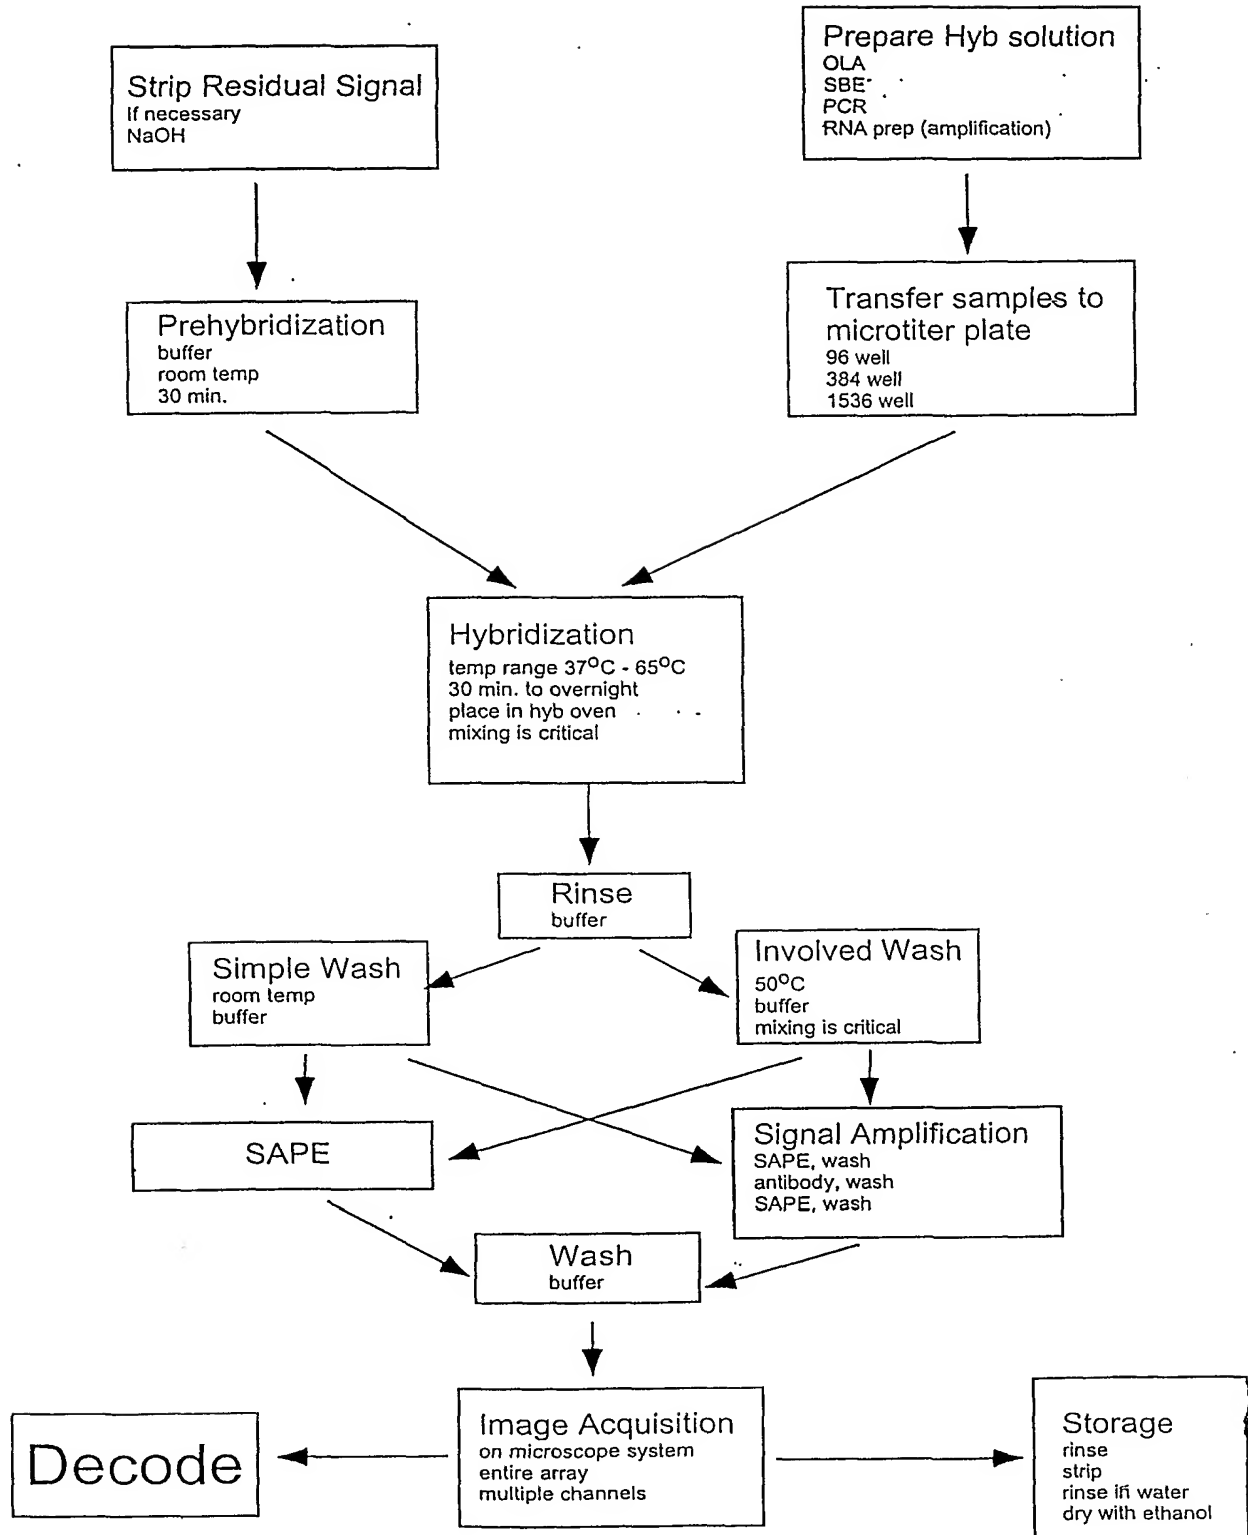 Strip Residual Signal
If necessary
NaOH
Prepare Hyb solution
OLA
SBE
PCR
RNA prep (amplification)
Prehybridization
buffer
room temp
30 min.
Transfer samples to
microtiter plate
96 well
384 well
1536 well
Hybridization
temp range 37°C - 65°C
30 min. to overnight
place in hyb oven
mixing is critical
Rinse
buffer
Simple Wash
room temp
buffer
Involved Wash
50°C
buffer
mixing is critical
SAPE
Signal Amplification
SAPE, wash
antibody, wash
SAPE, wash
Wash
buffer
Decode
Image Acquisition
on microscope system
entire array
multiple channels
Storage
rinse
strip
rinse in water
dry with ethanol